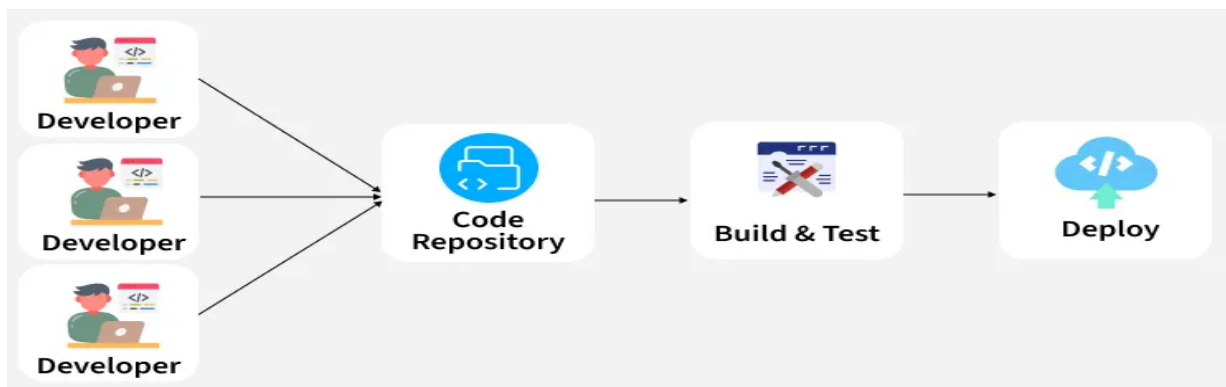 Developer
Developer
Developer
Code
Repository
Build & Test
Deploy